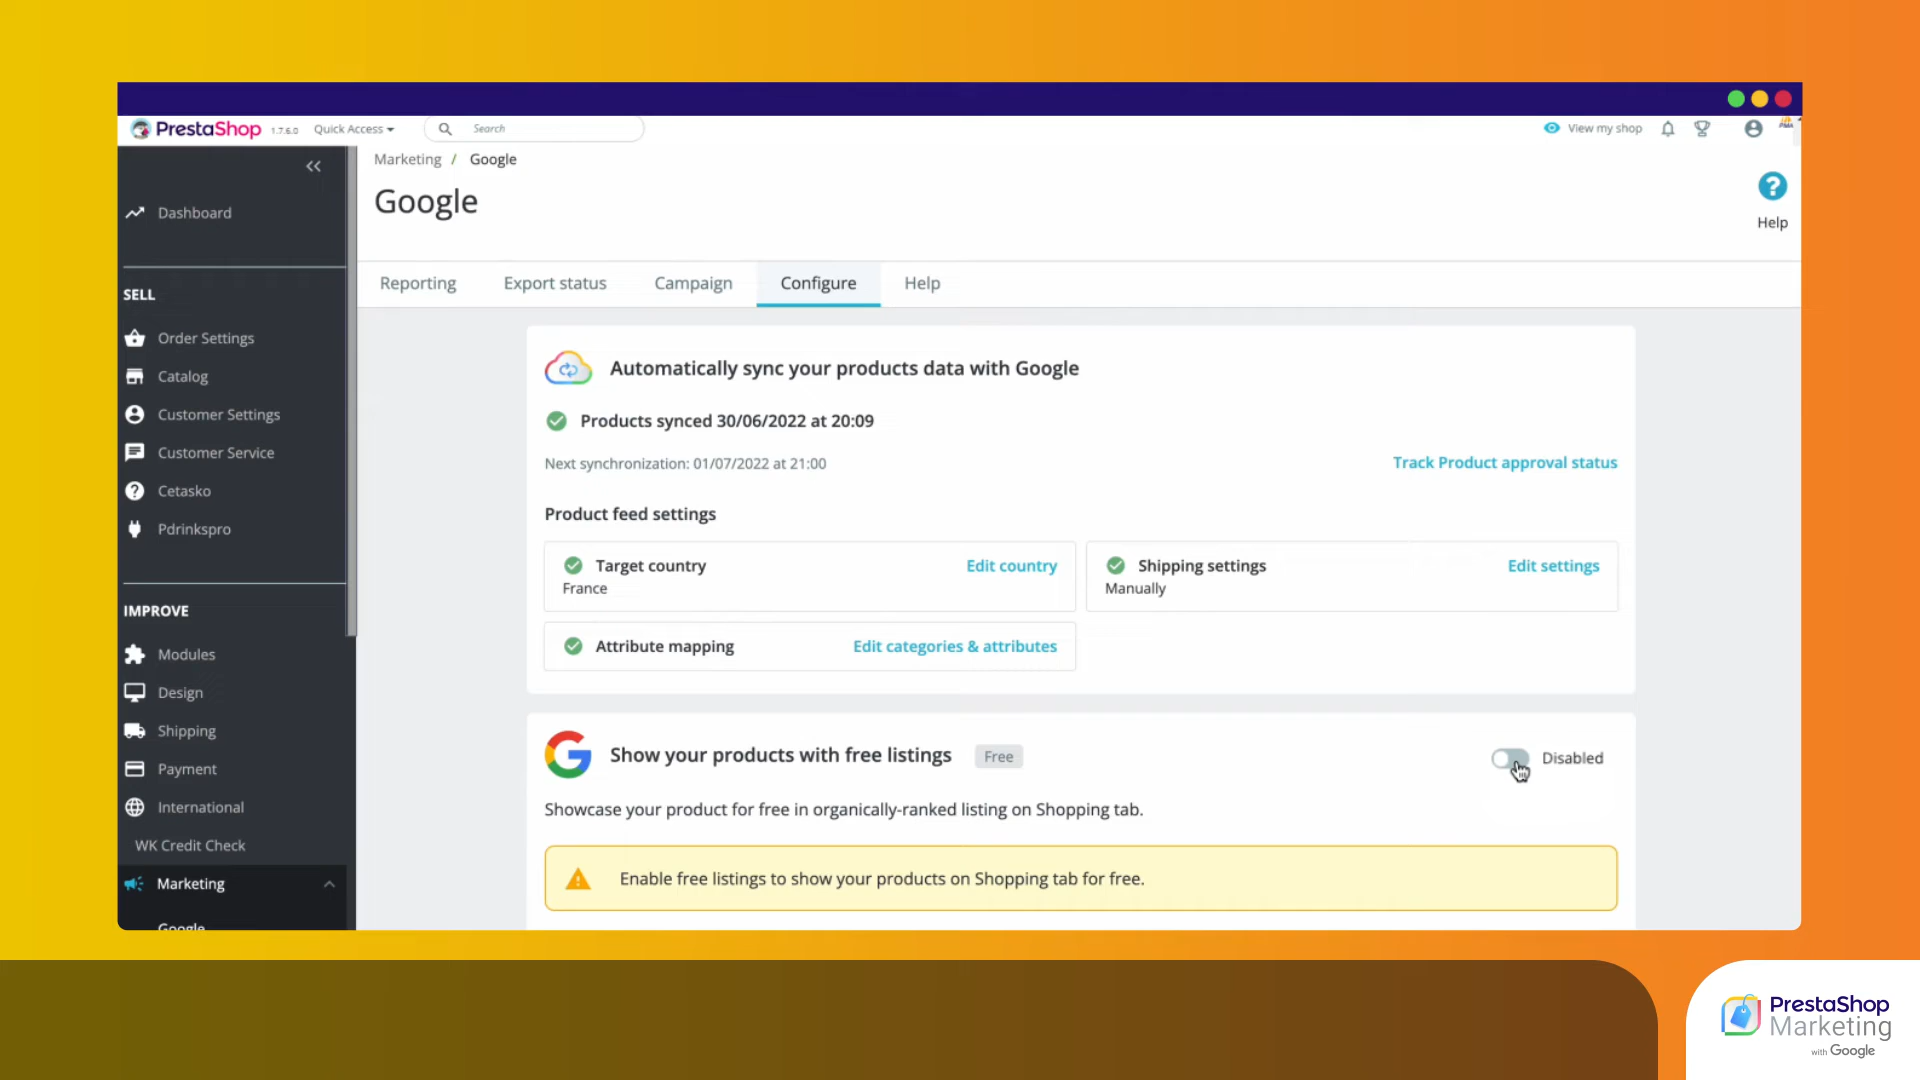 PrestaShop 1.7.6.0 Quick Access Search View my shop
Marketing / Google
Google
Help
Dashboard
Reporting Export status Campaign Configure Help
SELL
Order Settings
Catalog
Customer Settings
Customer Service
Cetasko
Pdrinkspro
IMPROVE
Modules
Design
Shipping
Payment
International
WK Credit Check
Marketing
Google
Automatically sync your products data with Google
Products synced 30/06/2022 at 20:09
Next synchronization: 01/07/2022 at 21:00
Track Product approval status
Product feed settings
Target country Edit country
France
Shipping settings Edit settings
Manually
Attribute mapping Edit categories & attributes
Show your products with free listings Free Disabled
Showcase your product for free in organically-ranked listing on Shopping tab.
Enable free listings to show your products on Shopping tab for free.
PrestaShop
Marketing
with Google